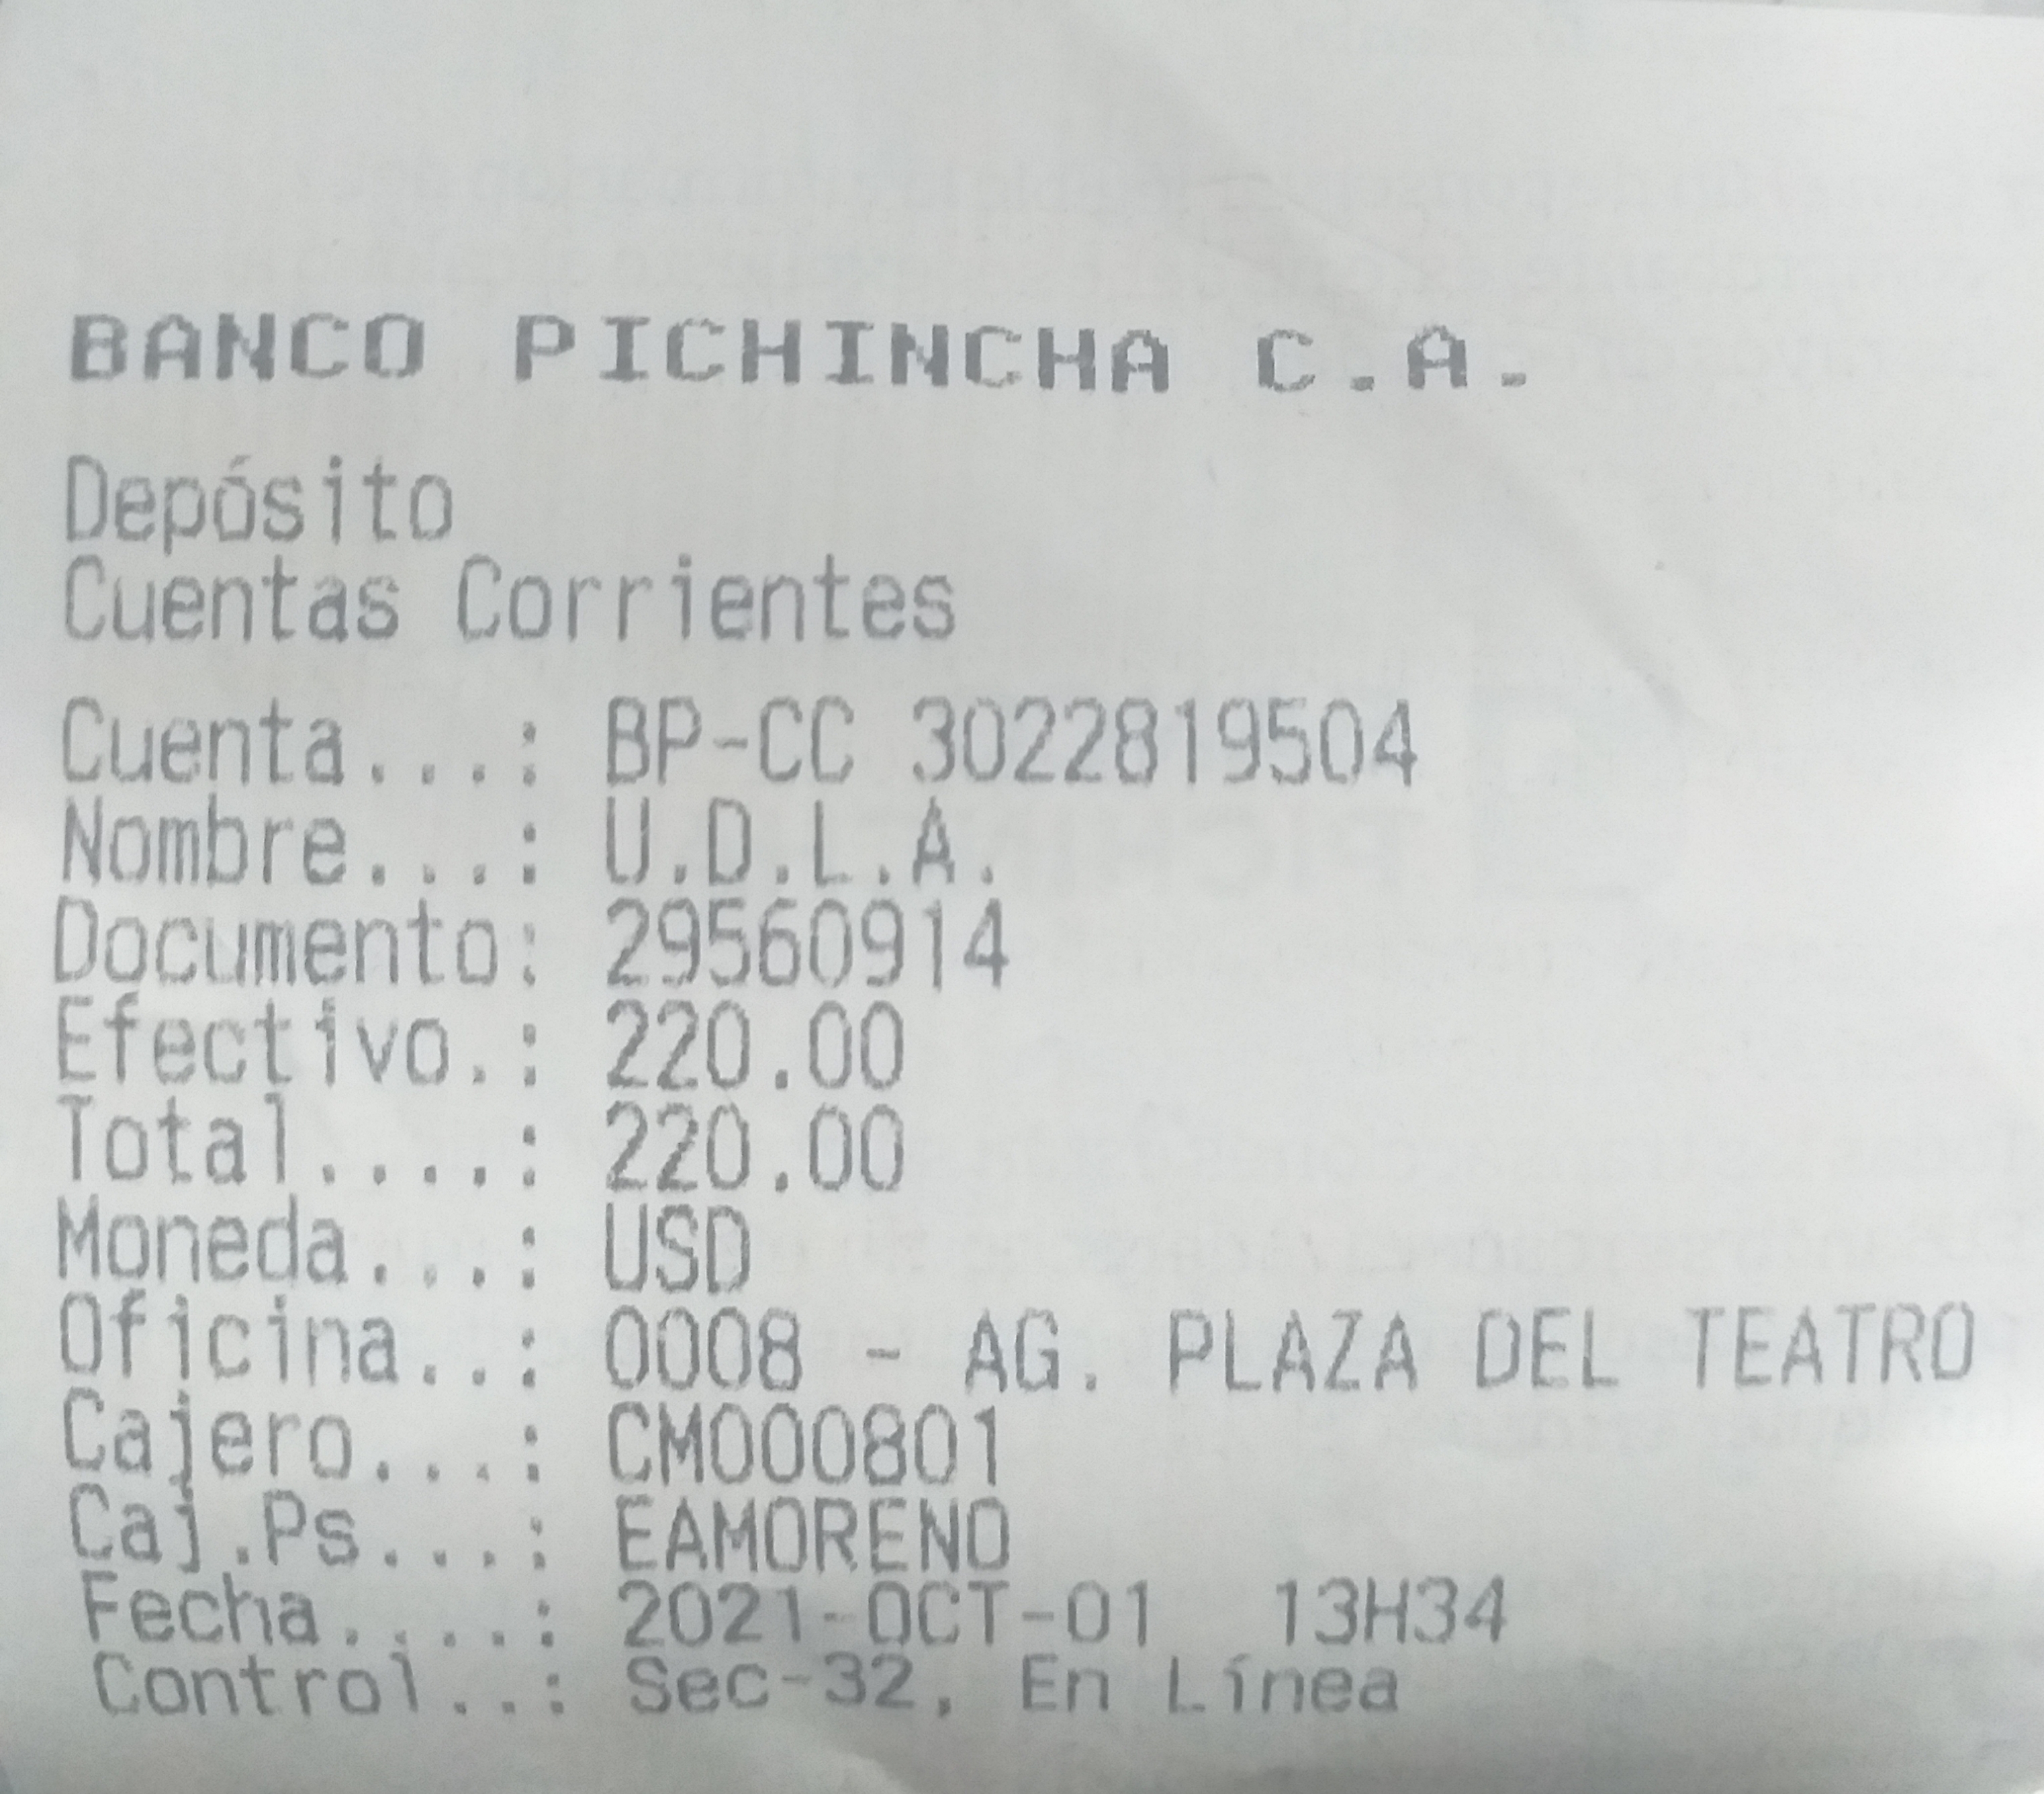 BANCO PICHINCHA C.A.
Depósito
Cuentas Corrientes
Cuenta...: BP-CC 3022819504
Nombre...: U.D.L.A.
Documento: 29560914
Efectivo.: 220.00
Total....: 220.00
Moneda...: USD
Oficina..: 0008 - AG. PLAZA DEL TEATRO
Cajero...: CM000801
Caj.Ps...: EAMORENO
Fecha....: 2021-OCT-01 13H34
Control..: Sec-32, En Línea